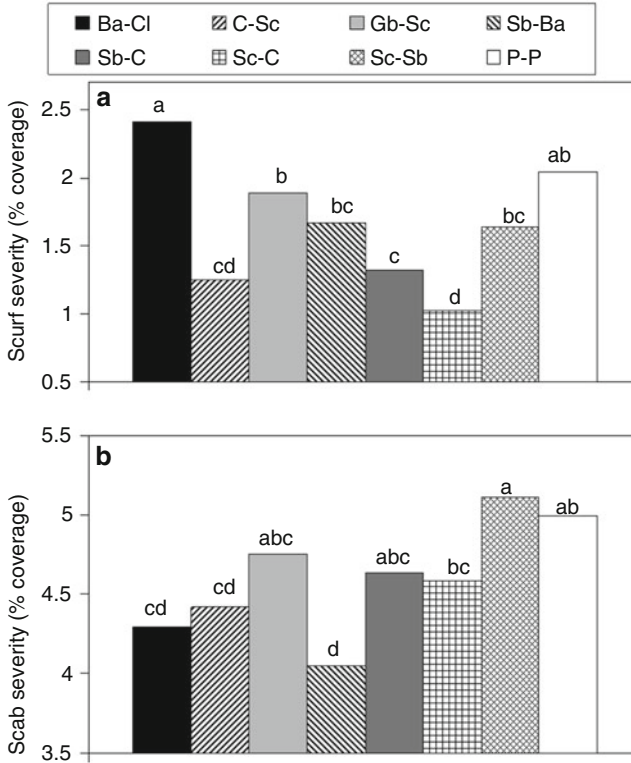 Ba-Cl C-Sc Gb-Sc Sb-Ba
Sb-C Sc-C Sc-Sb P-P
a
Scurf severity (% coverage)
2.5
2
1.5
1
0.5
a
cd
b
bc
c
d
bc
ab
b
Scab severity (% coverage)
5.5
5
4.5
4
3.5
cd
cd
abc
d
abc
bc
a
ab